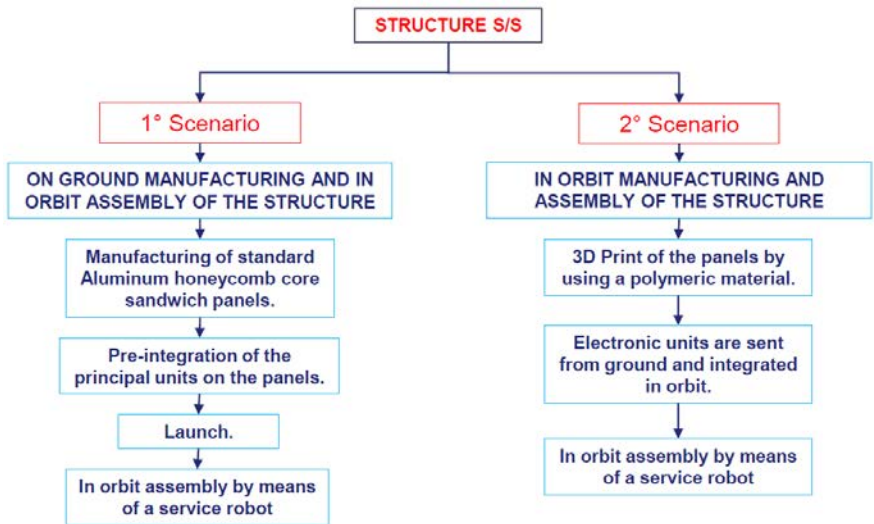 STRUCTURE S/S
1° Scenario
ON GROUND MANUFACTURING AND IN
ORBIT ASSEMBLY OF THE STRUCTURE
Manufacturing of standard
Aluminum honeycomb core
sandwich panels.
Pre-integration of the
principal units on the panels.
Launch.
In orbit assembly by means
of a service robot
2° Scenario
IN ORBIT MANUFACTURING AND
ASSEMBLY OF THE STRUCTURE
3D Print of the panels by
using a polymeric material.
Electronic units are sent
from ground and integrated
in orbit.
In orbit assembly by means
of a service robot